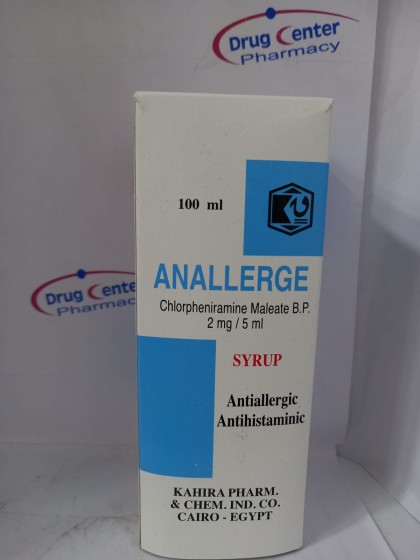 Drug Center
Pharmacy
Drug Center
Pharmacy
100 ml
ANALLERGE
Chlorpheniramine Maleate B.P.
2 mg / 5 ml
SYRUP
Antiallergic
Antihistaminic
KAHIRA PHARM.
& CHEM. IND. CO.
CAIRO - EGYPT